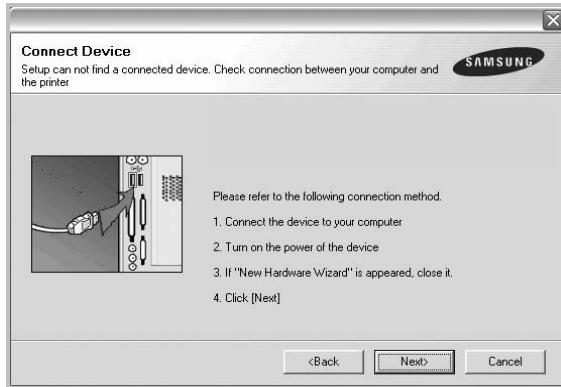 Connect Device
Setup can not find a connected device. Check connection between your computer and
the printer
SAMSUNG
Please refer to the following connection method.
1. Connect the device to your computer
2. Turn on the power of the device
3. If "New Hardware Wizard" is appeared, close it.
4. Click [Next]
<Back
Next>
Cancel